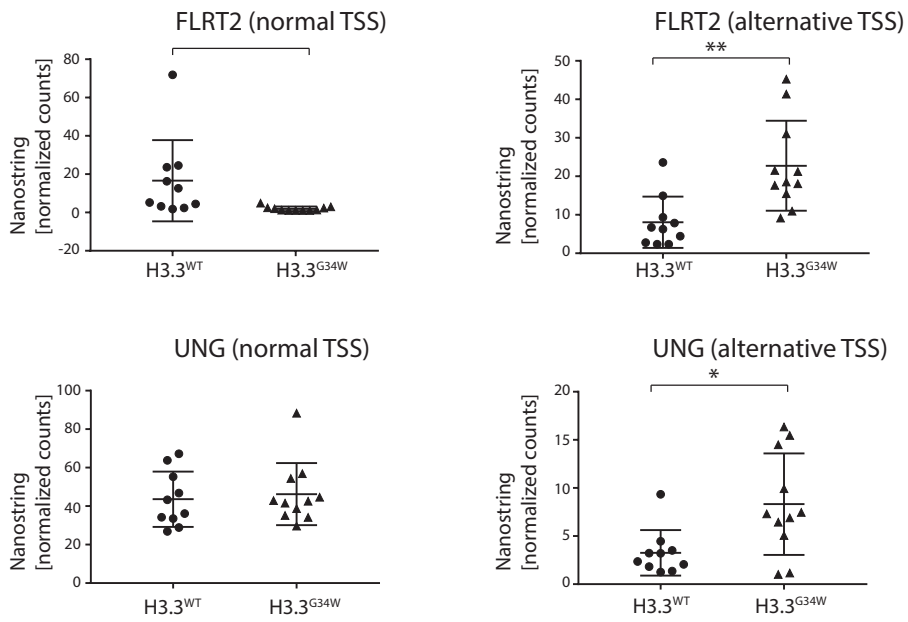 FLRT2 (normal TSS)
80
60
40
20
0
-20
Nanostring
[normalized counts]
H3.3WT
H3.3G34W
FLRT2 (alternative TSS)
**
50
40
30
20
10
0
Nanostring
[normalized counts]
H3.3WT
H3.3G34W
UNG (normal TSS)
100
80
60
40
20
0
Nanostring
[normalized counts]
H3.3WT
H3.3G34W
UNG (alternative TSS)
*
20
15
10
5
0
Nanostring
[normalized counts]
H3.3WT
H3.3G34W